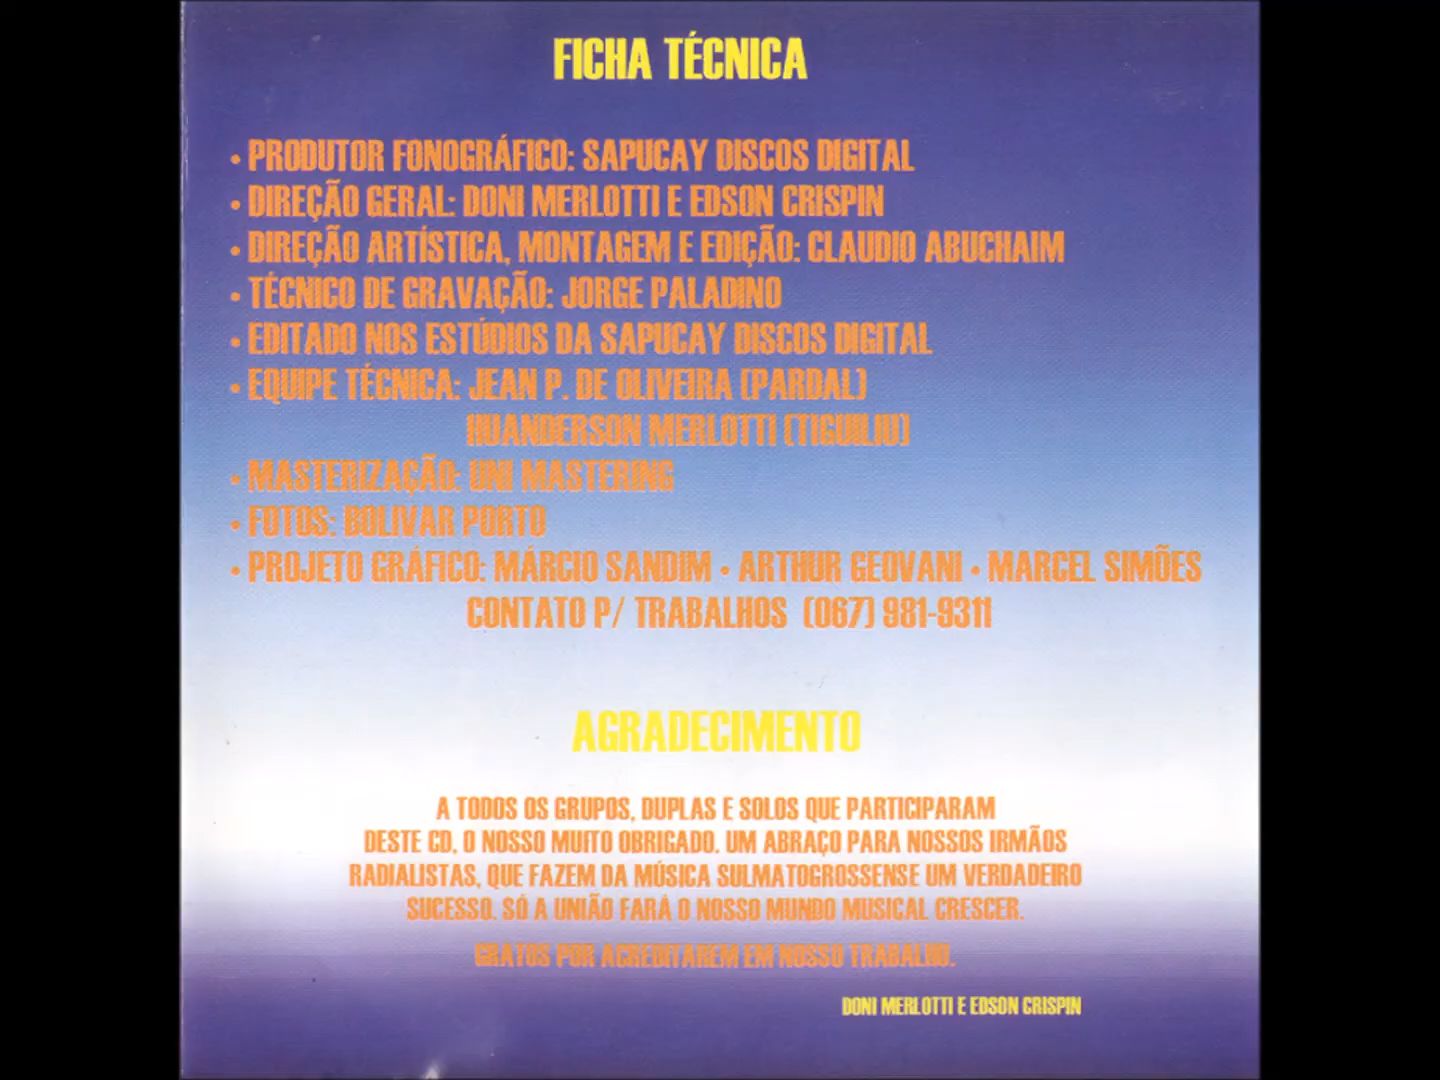 FICHA TÉCNICA
• PRODUTOR FONOGRÁFICO: SAPUCAY DISCOS DIGITAL
• DIREÇÃO GERAL: DONI MERLOTTI E EDSON CRISPIN
• DIREÇÃO ARTÍSTICA, MONTAGEM E EDIÇÃO: CLAUDIO ABUCHAIM
• TÉCNICO DE GRAVAÇÃO: JORGE PALADINO
• EDITADO NOS ESTÚDIOS DA SAPUCAY DISCOS DIGITAL
• EQUIPE TÉCNICA: JEAN P. DE OLIVEIRA (PARDAL)
HUANDERSON MERLOTTI (TIGUILIU)
• MASTERIZAÇÃO: UNI MASTERING
• FOTOS: BOLIVAR PORTO
• PROJETO GRÁFICO: MÁRCIO SANDIM • ARTHUR GEOVANI • MARCEL SIMÕES
CONTATO P/ TRABALHOS (067) 981-9311
AGRADECIMENTO
A TODOS OS GRUPOS, DUPLAS E SOLOS QUE PARTICIPARAM
DESTE CD, O NOSSO MUITO OBRIGADO. UM ABRAÇO PARA NOSSOS IRMÃOS
RADIALISTAS, QUE FAZEM DA MÚSICA SULMATOGROSSENSE UM VERDADEIRO
SUCESSO. SÓ A UNIÃO FARÁ O NOSSO MUNDO MUSICAL CRESCER.
GRATOS POR ACREDITAREM EM NOSSO TRABALHO.
DONI MERLOTTI E EDSON CRISPIN